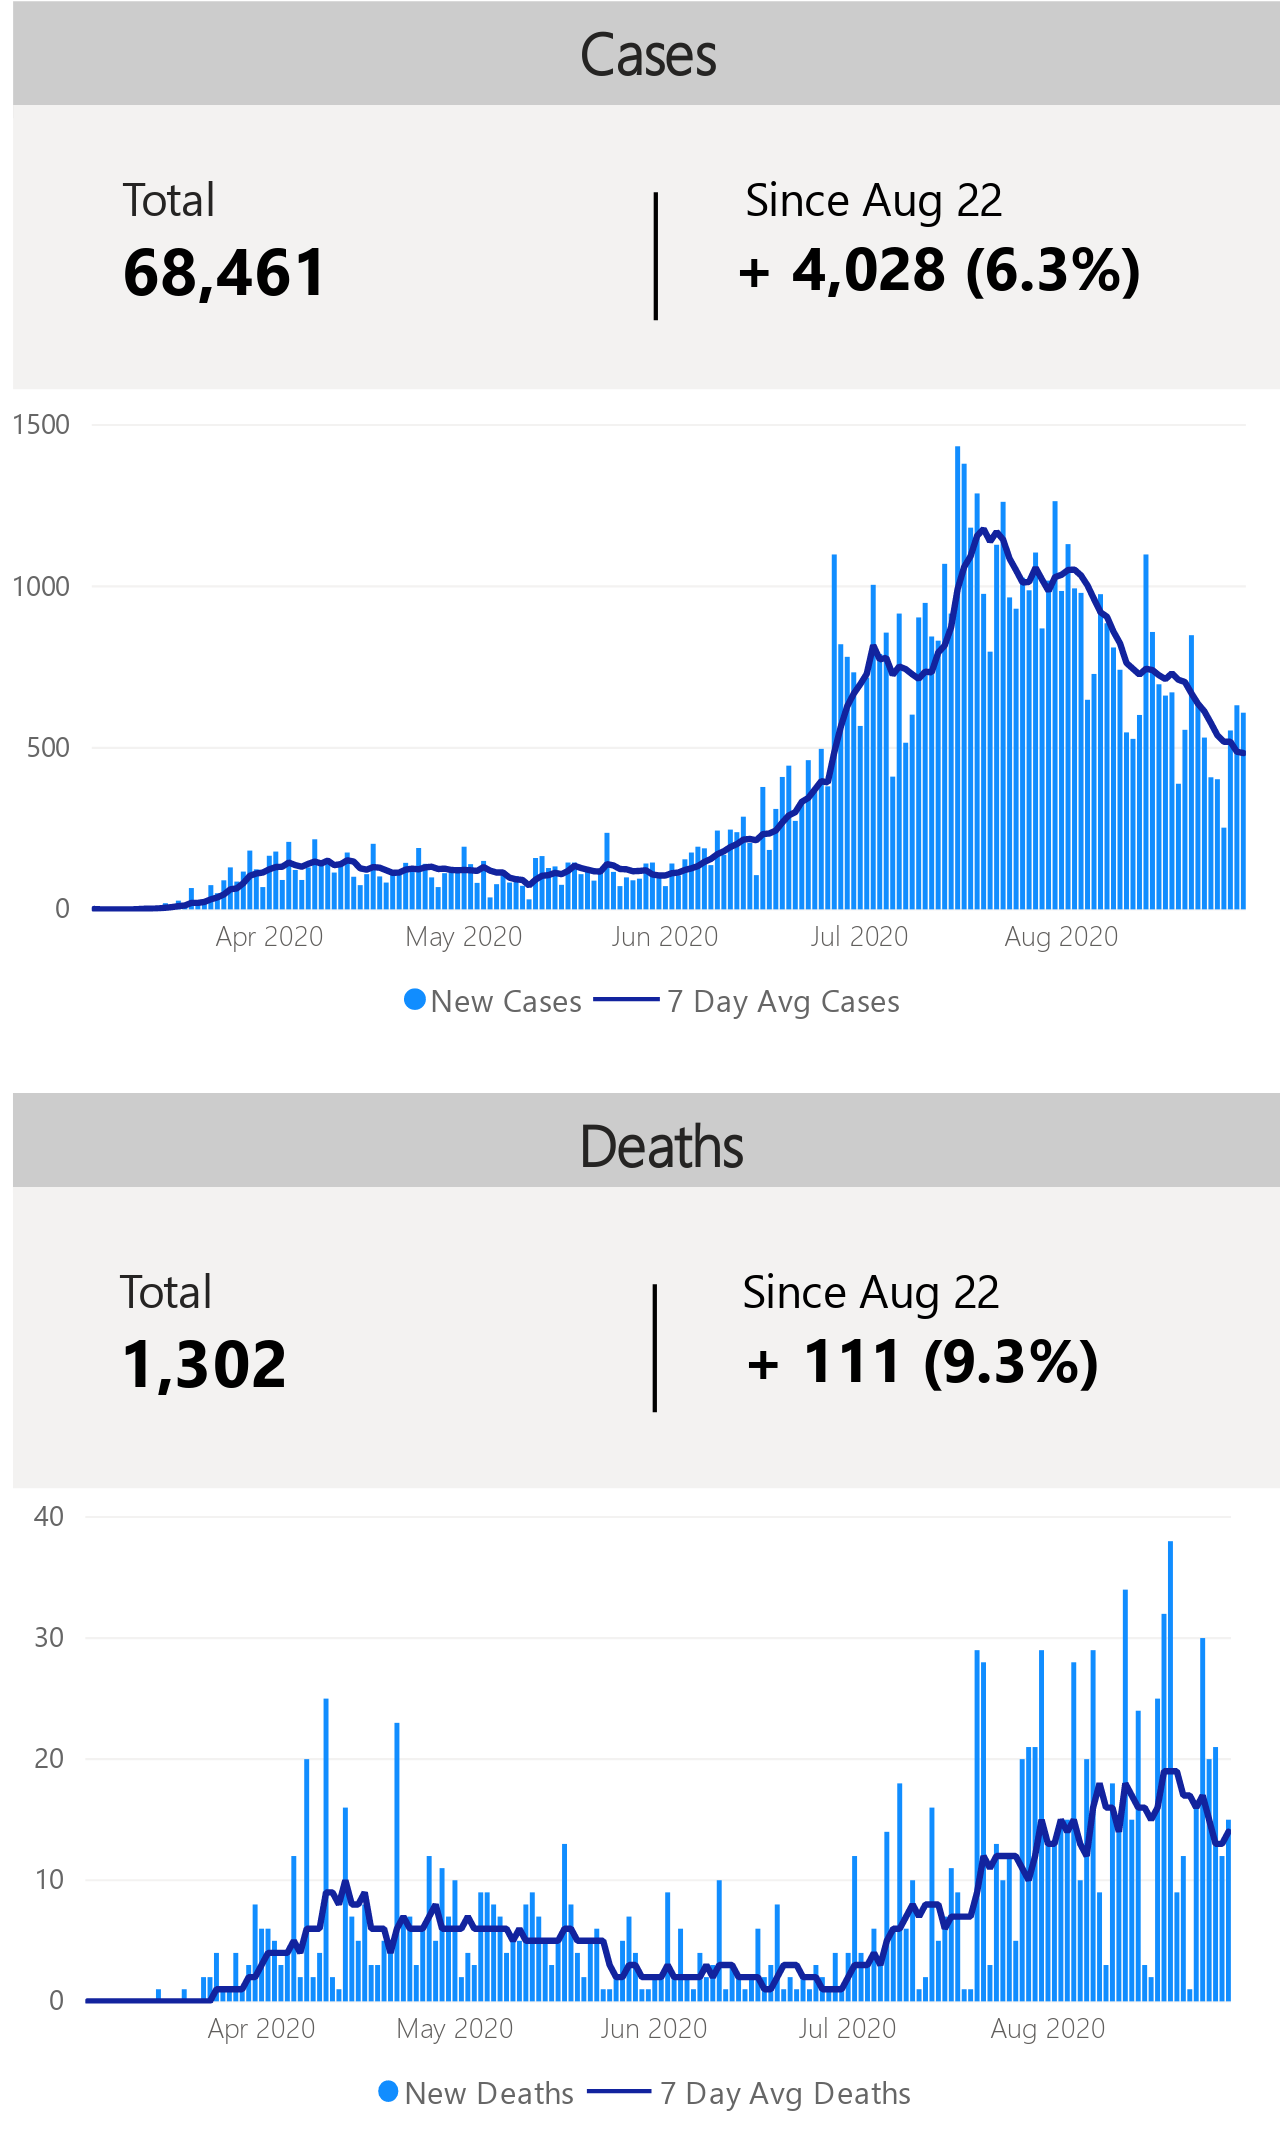 Cases
Total
Since Aug 22
68,461
+ 4,028 (6.3%)
1500
1000
500
0
Apr 2020 May 2020 Jun 2020 Jul 2020 Aug 2020
New Cases 7 Day Avg Cases
Deaths
Total
Since Aug 22
1,302
+ 111 (9.3%)
40
30
20
10
0
Apr 2020 May 2020 Jun 2020 Jul 2020 Aug 2020
New Deaths 7 Day Avg Deaths